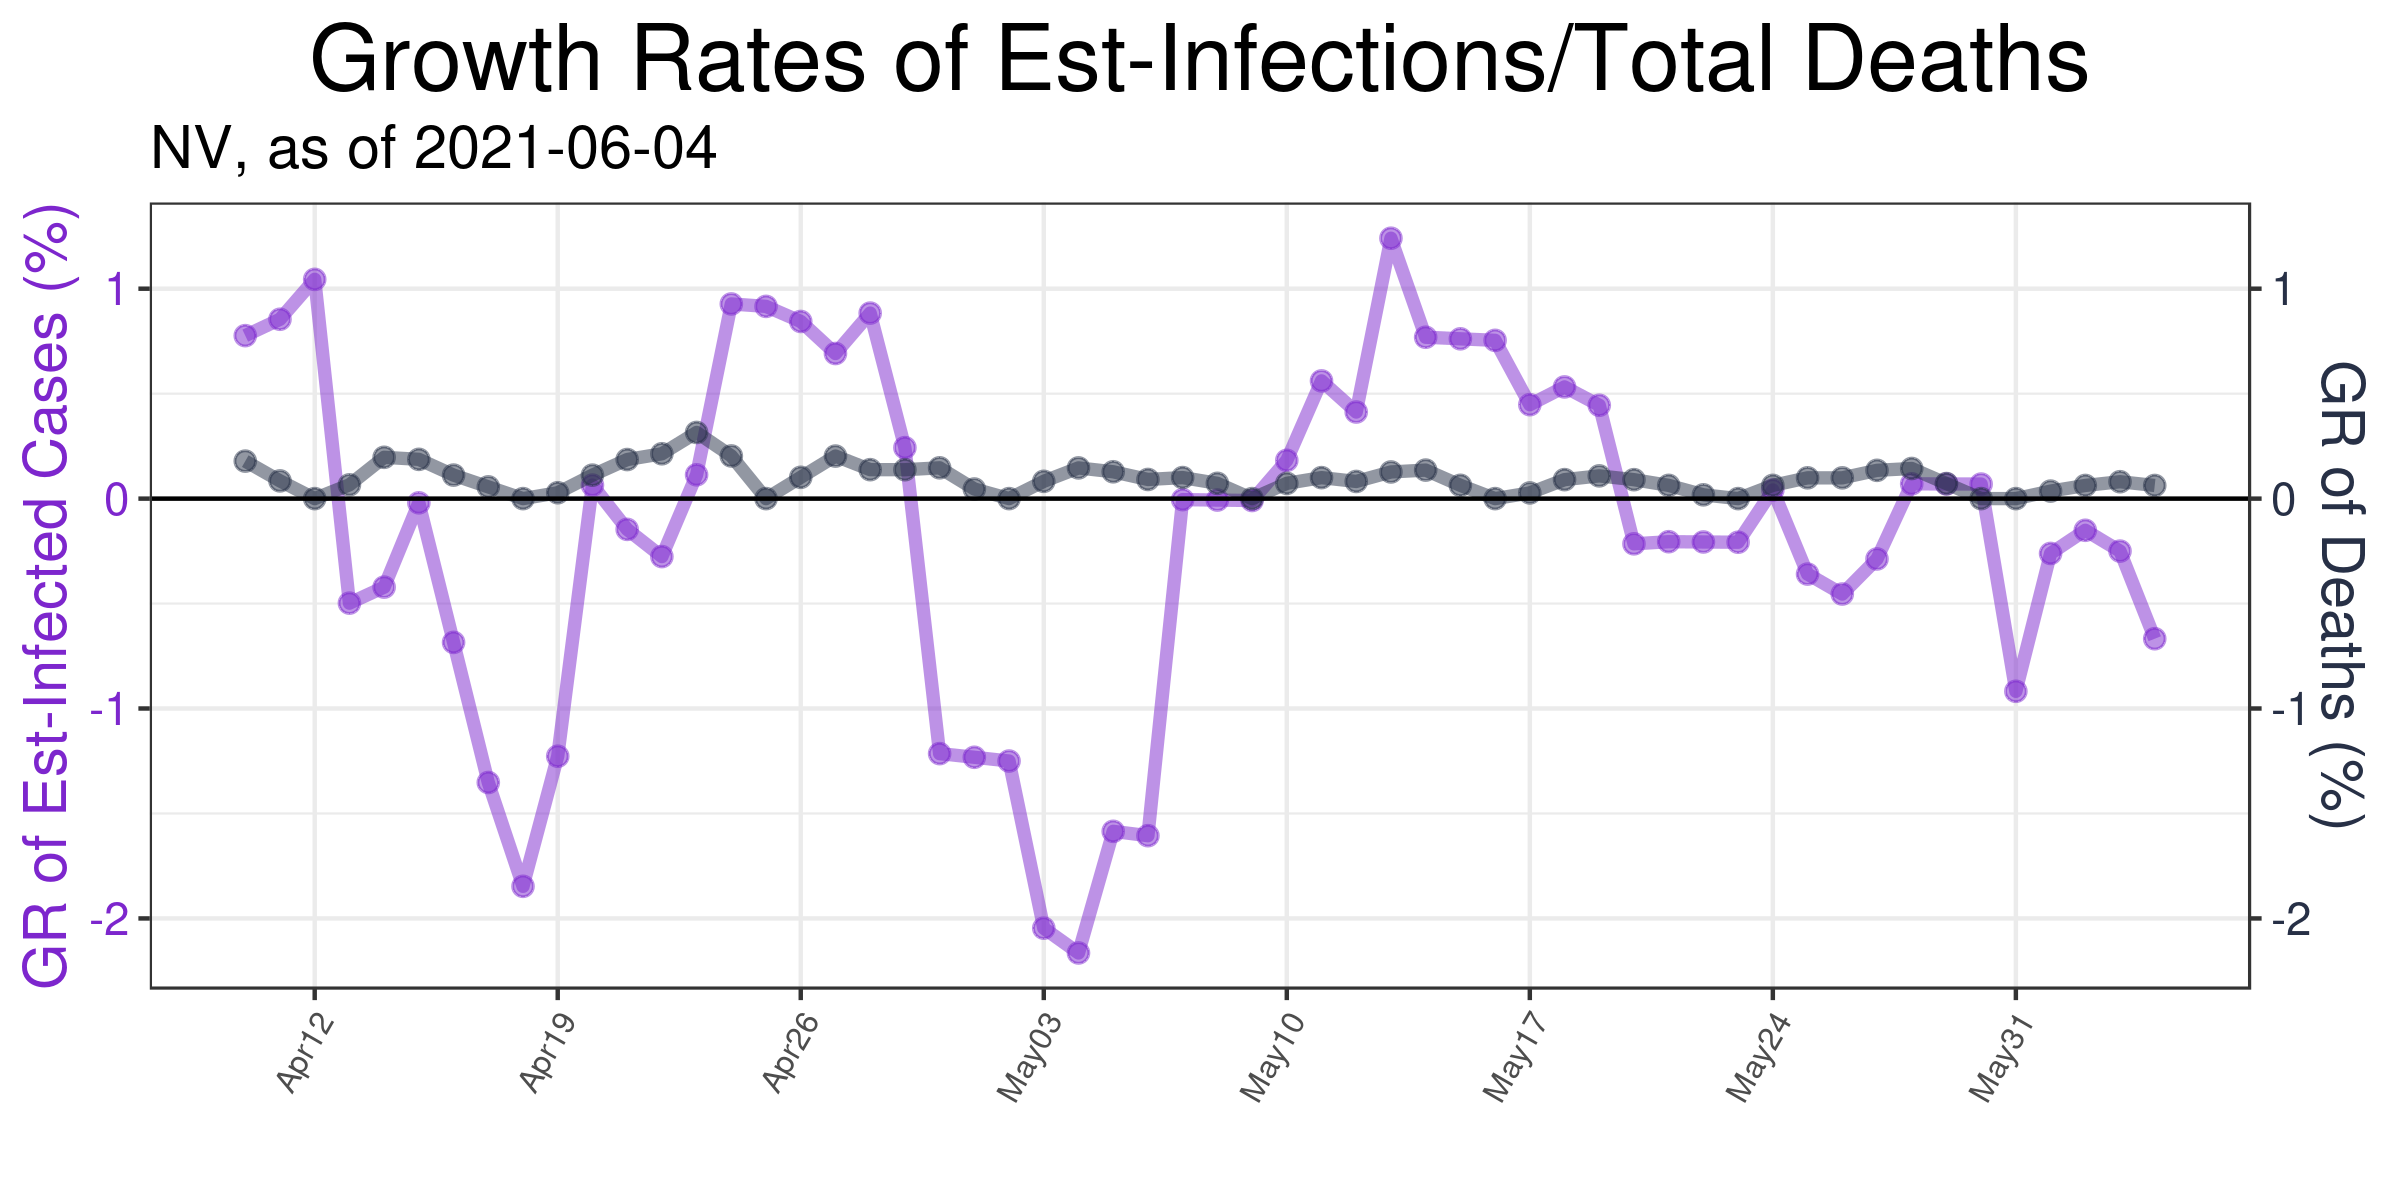 Growth Rates of Est-Infections/Total Deaths
NV, as of 2021-06-04
GR of Est-Infected Cases (%)
1
0
-1
-2
1
0
-1
-2
GR of Deaths (%)
Apr12
Apr19
Apr26
May03
May10
May17
May24
May31